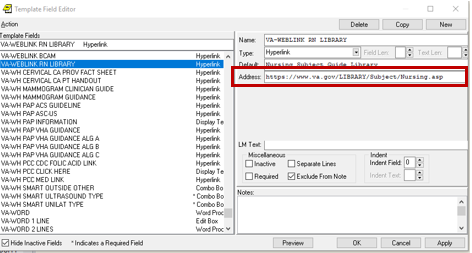 Template Field Editor
Action
Delete
Copy
New
Template Fields
VA-WEBLINK RN LIBRARY Hyperlink
VA-WEBLINK BCAM Hyperlink
VA-WEBLINK RN LIBRARY Hyperlink
VA-WH CERVICAL CA PROV FACT SHEET Hyperlink
VA-WH CERVICAL CA PT HANDOUT Hyperlink
VA-WH MAMMOGRAM CLINICIAN GUIDE Hyperlink
VA-WH MAMMOGRAM GUIDANCE Hyperlink
VA-WH PAP ACS GUIDELINE Hyperlink
VA-WH PAP ASC-US Hyperlink
VA-WH PAP INFORMATION Display Te
VA-WH PAP VHA GUIDANCE Hyperlink
VA-WH PAP VHA GUIDANCE ALG A Hyperlink
VA-WH PAP VHA GUIDANCE ALG B Hyperlink
VA-WH PAP VHA GUIDANCE ALG C Hyperlink
VA-WH PCC CDC FOLIC ACID LINK Hyperlink
VA-WH PCC CLICK HERE Display Te
VA-WH PCC MED LINK Hyperlink
VA-WH SMART OUTSIDE OTHER Combo Bo
VA-WH SMART ULTRASOUND TYPE * Combo Bo
VA-WH SMART UNILAT TYPE * Combo Bo
VA-WORD Word Proc
VA-WORD 1 LINE Edit Box
VA-WORD 2 LINES Word Proc
Hide Inactive Fields * Indicates a Required Field
Name: VA-WEBLINK RN LIBRARY
Type: Hyperlink Field Len: Text Len:
Default: Nursing Subject Guide Library
Address: https://www.va.gov/LIBRARY/Subject/Nursing.asp
LM Text:
Miscellaneous
Inactive Separate Lines
Required Exclude From Note
Indent
Indent Field: 0
Indent Text:
Notes:
Preview
OK
Cancel
Apply